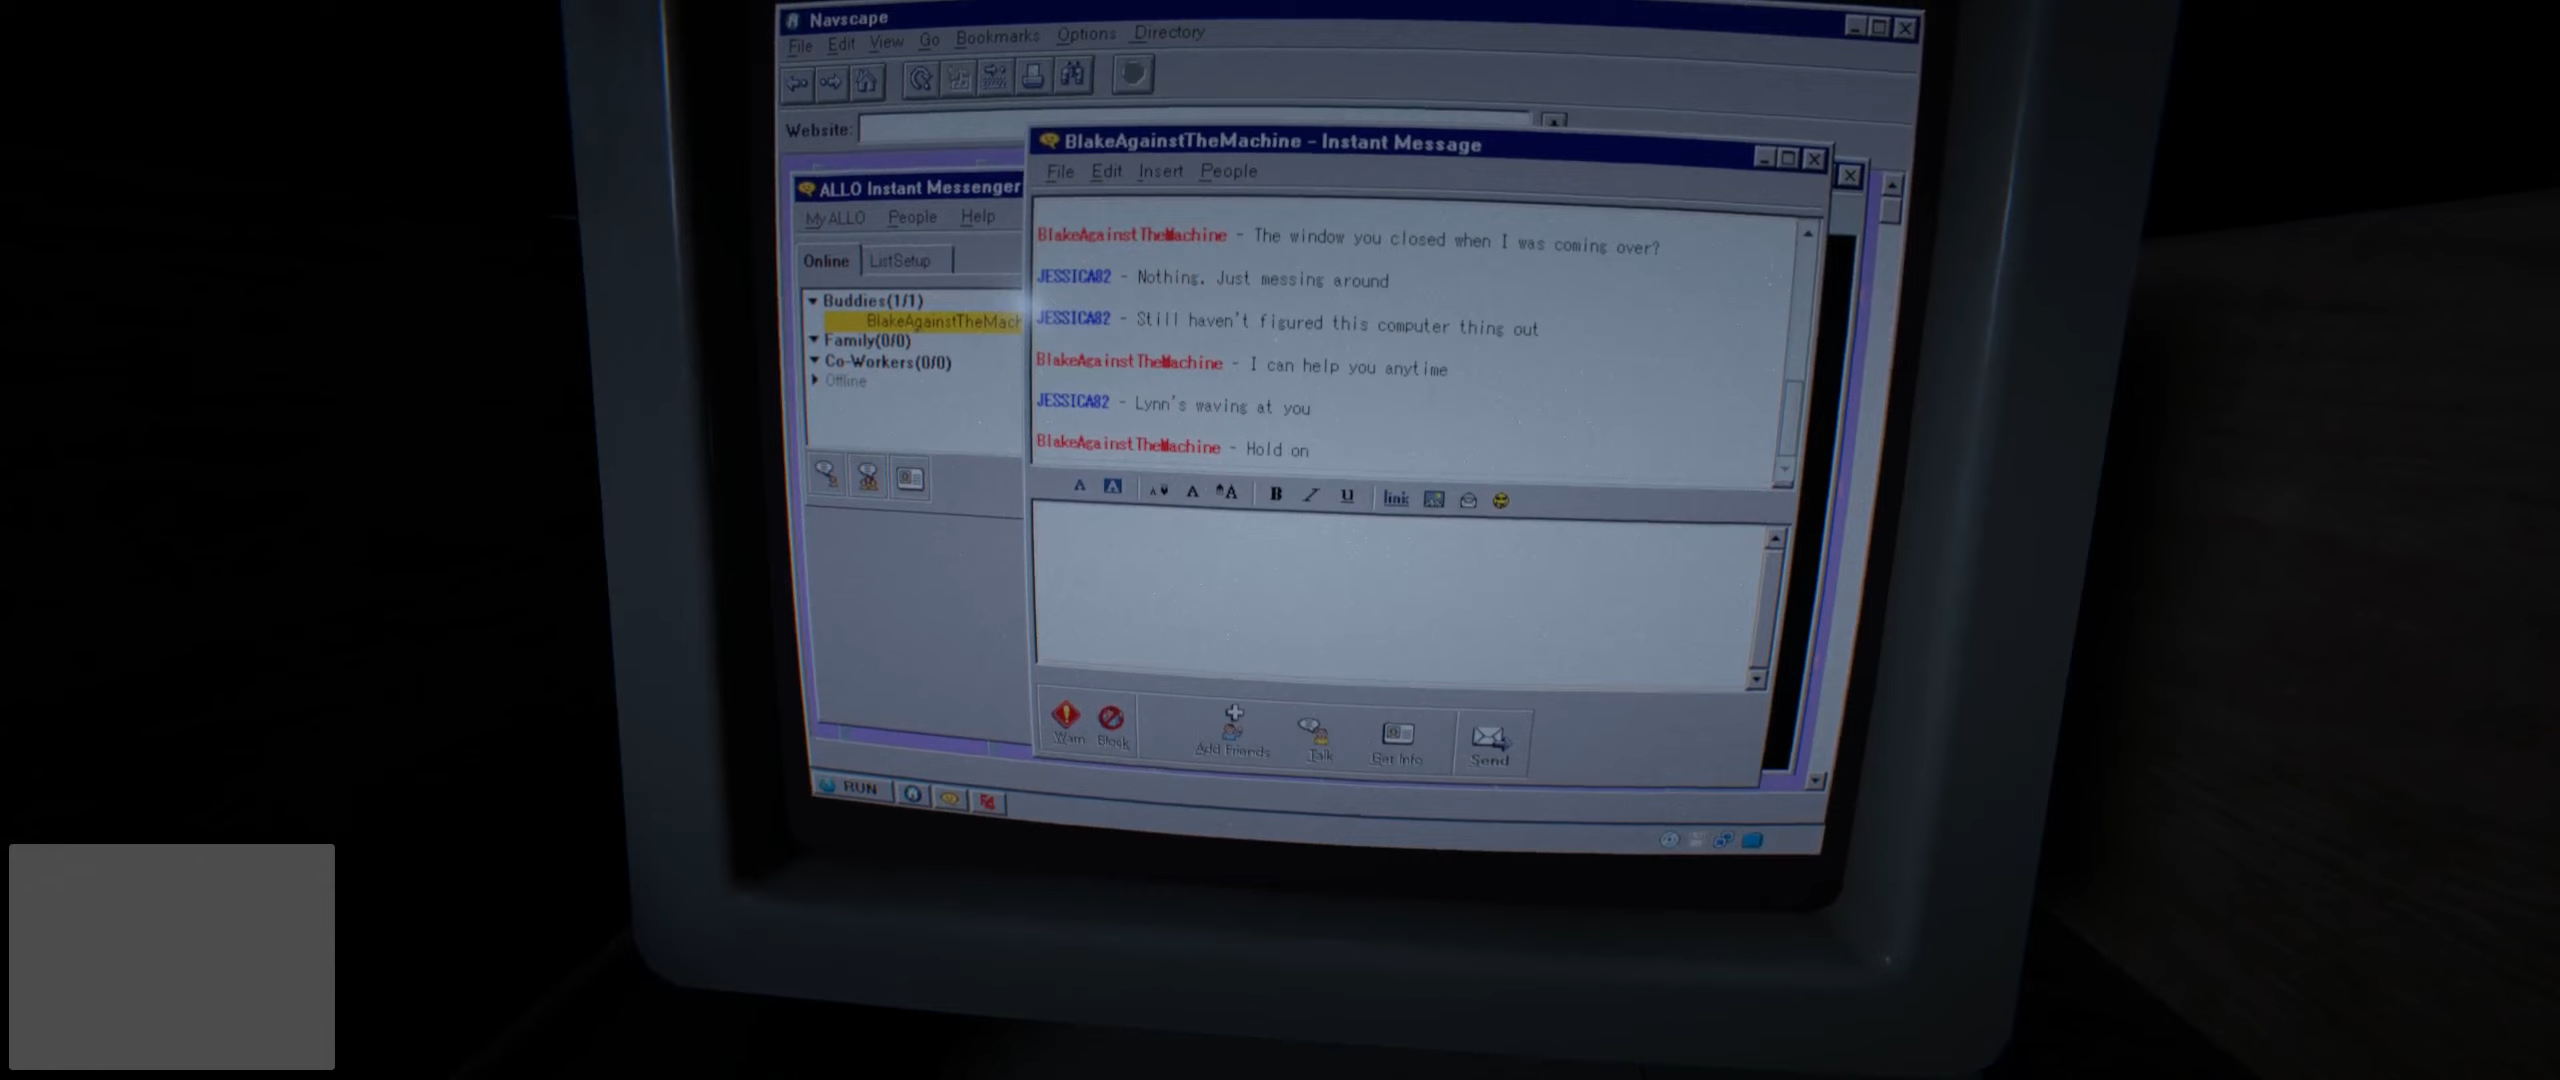 Navscape
File Edit View Go Bookmarks Options Directory
Website:
BlakeAgainstTheMachine - Instant Message
File Edit Insert People
ALLO Instant Messenger
My ALLO People Help
Online ListSetup
Buddies(1/1)
BlakeAgainstTheMach
Family(0/0)
Co-Workers(0/0)
Offline
BlakeAgainstTheMachine - The window you closed when I was coming over?
JESSICA82 - Nothing. Just messing around
JESSICA82 - Still haven't figured this computer thing out
BlakeAgainstTheMachine - I can help you anytime
JESSICA82 - Lynn's waving at you
BlakeAgainstTheMachine - Hold on
A A A A A B I U link
Warn Block Add Friends Talk Get Info Send
RUN